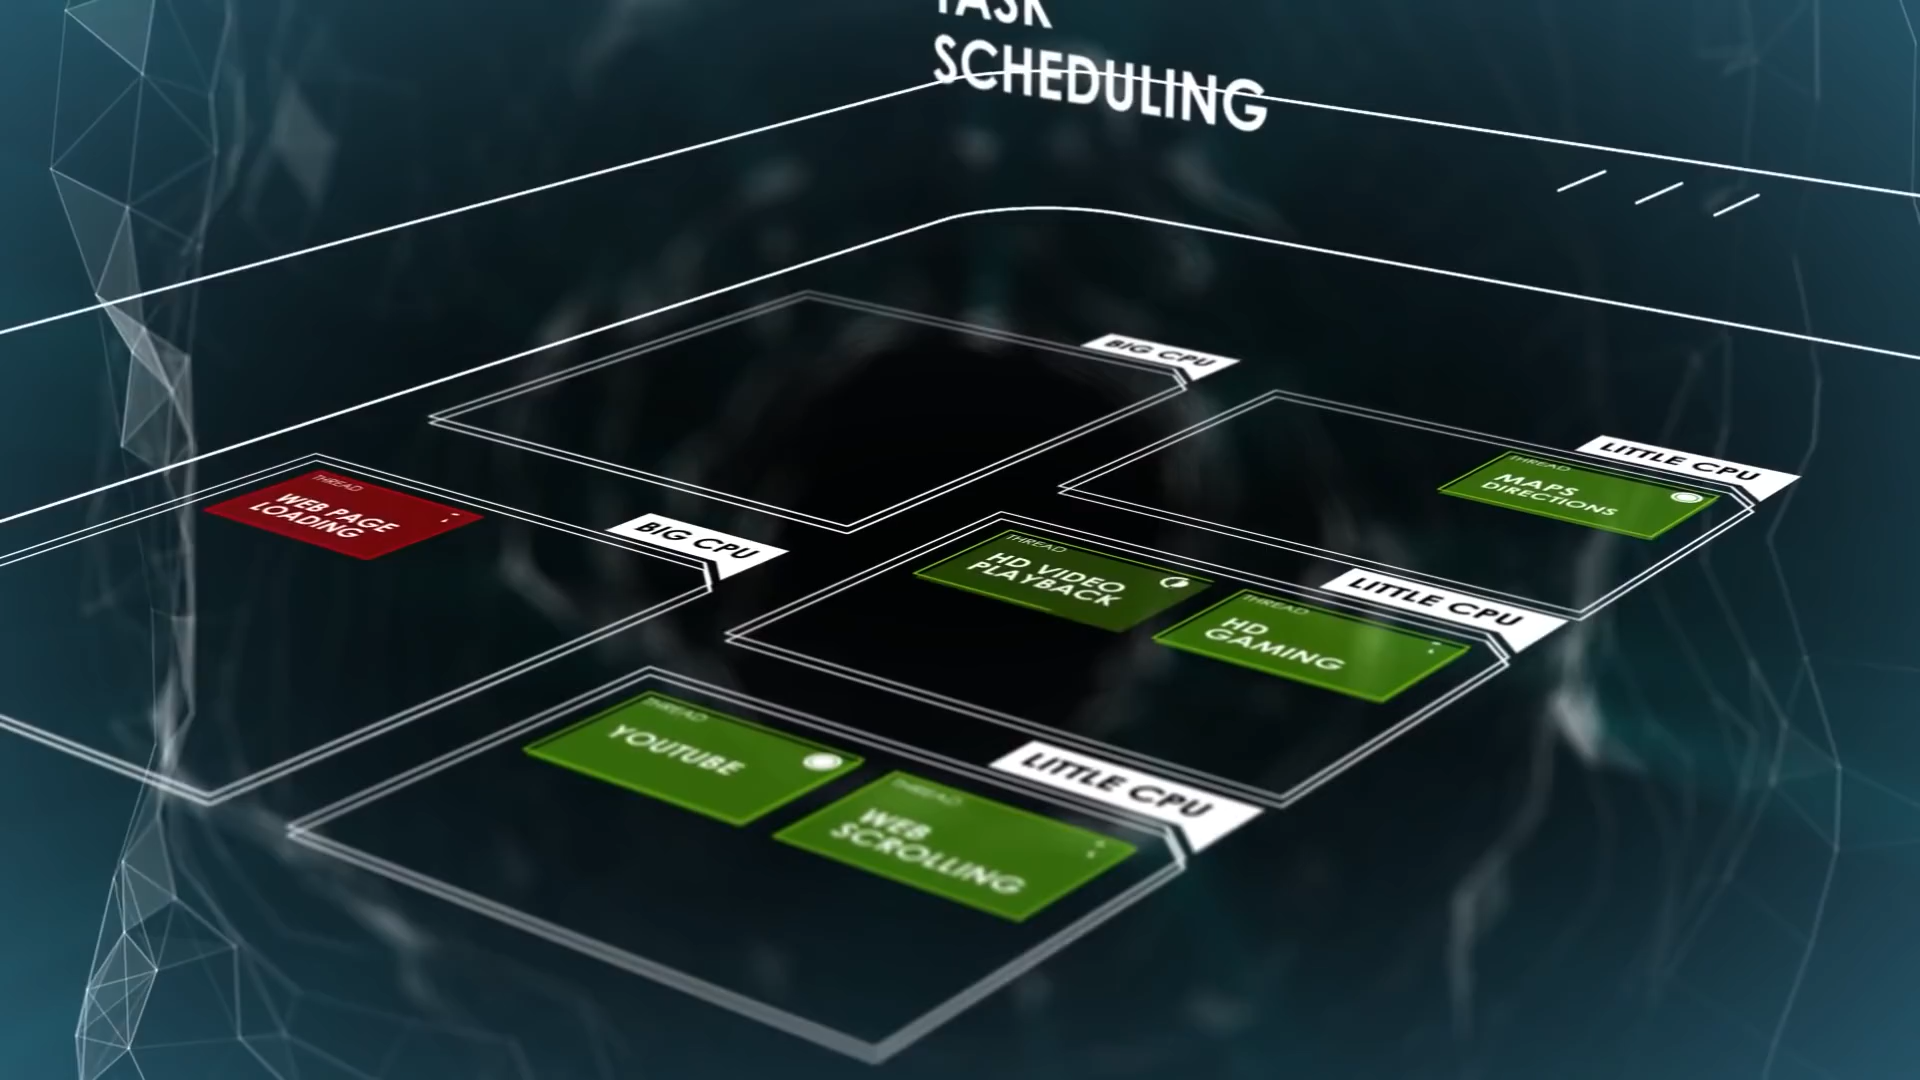 TASK
SCHEDULING
BIG CPU
LITTLE CPU
THREAD
MAPS
DIRECTIONS
THREAD
WEB PAGE
LOADING
BIG CPU
THREAD
HD VIDEO
PLAYBACK
LITTLE CPU
THREAD
HD
GAMING
THREAD
YOUTUBE
LITTLE CPU
THREAD
WEB
SCROLLING